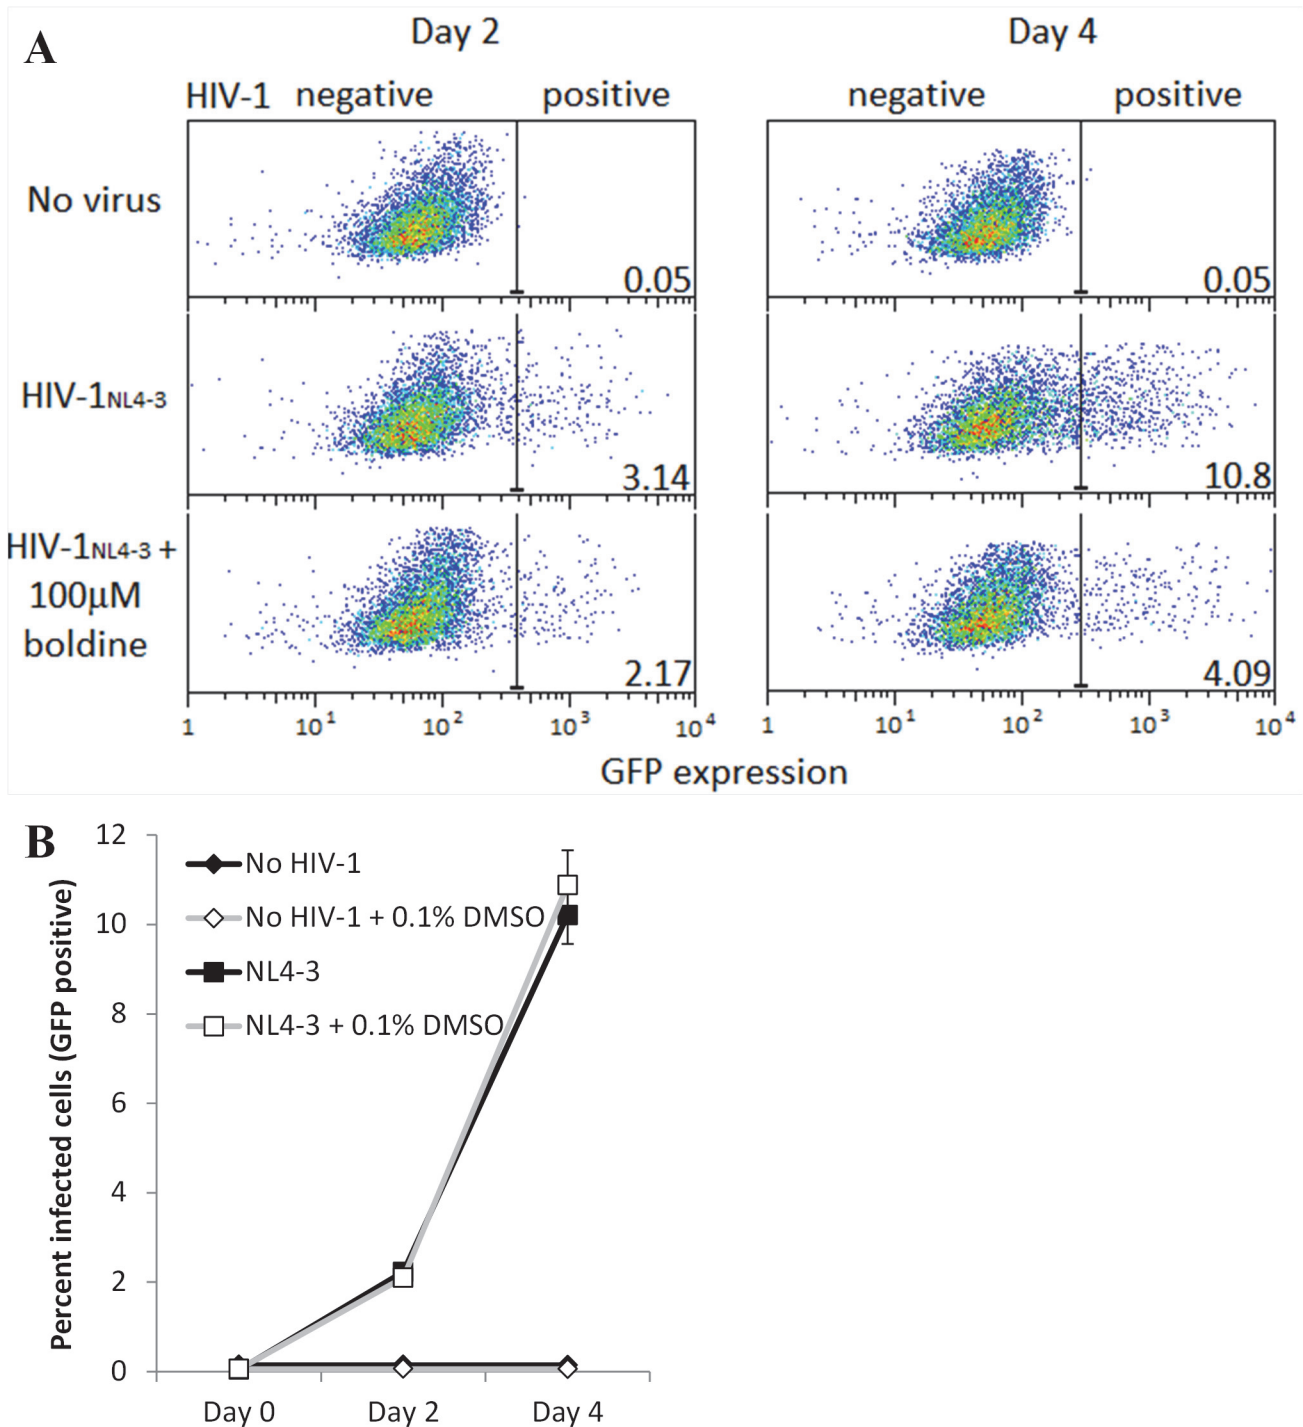 A
Day 2
Day 4
HIV-1 negative positive
negative positive
No virus
0.05
0.05
HIV-1NL4-3
3.14
10.8
HIV-1NL4-3 +
100µM
boldine
2.17
4.09
1 10¹ 10² 10³ 10⁴
1 10¹ 10² 10³ 10⁴
GFP expression
B
Percent infected cells (GFP positive)
12
10
8
6
4
2
0
No HIV-1
No HIV-1 + 0.1% DMSO
NL4-3
NL4-3 + 0.1% DMSO
Day 0 Day 2 Day 4